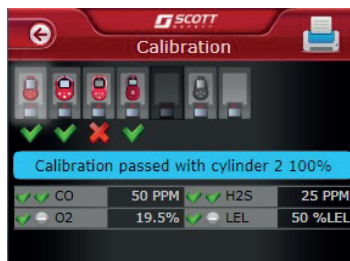 SCOTT
SAFETY
Calibration
Calibration passed with cylinder 2 100%
CO 50 PPM H2S 25 PPM
O2 19.5% LEL 50 %LEL